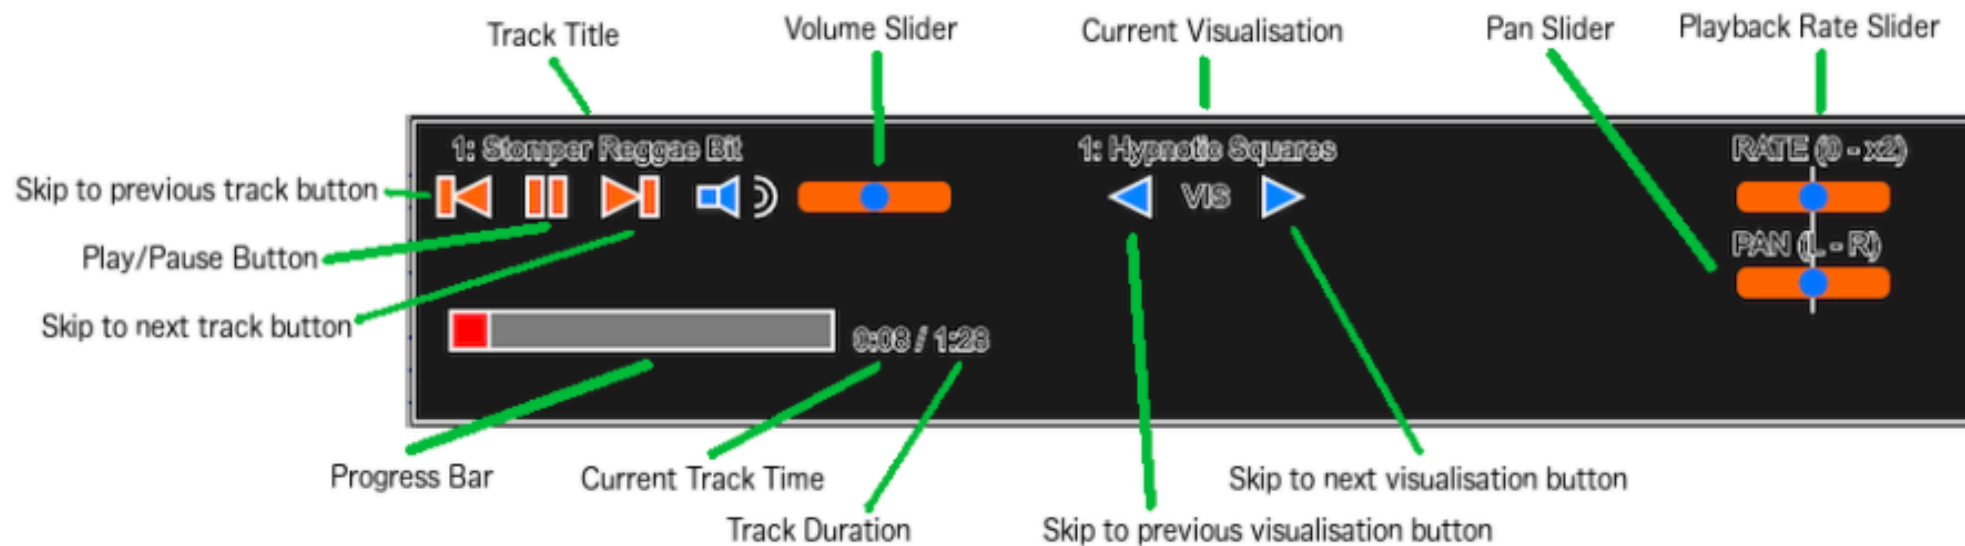 Track Title
Volume Slider
Current Visualisation
Pan Slider
Playback Rate Slider
1: Stomper Reggae Bit
1: Hypnotic Squares
RATE (0 - x2)
Skip to previous track button
VIS
PAN (L - R)
Play/Pause Button
Skip to next track button
0:08 / 1:28
Progress Bar
Current Track Time
Skip to next visualisation button
Track Duration
Skip to previous visualisation button